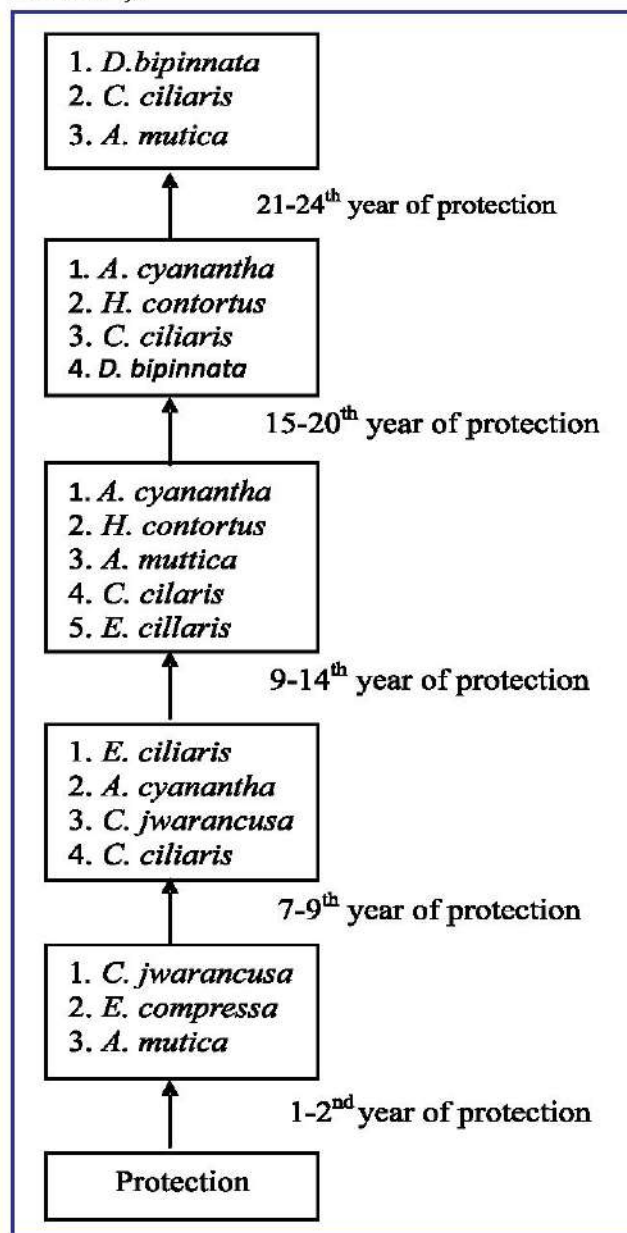 1. D.bipinnata
2. C. ciliaris
3. A. mutica
21-24th year of protection
1. A. cyanantha
2. H. contortus
3. C. ciliaris
4. D. bipinnata
15-20th year of protection
1. A. cyanantha
2. H. contortus
3. A. muttica
4. C. cilaris
5. E. cillaris
9-14th year of protection
1. E. ciliaris
2. A. cyanantha
3. C. jwarancusa
4. C. ciliaris
7-9th year of protection
1. C. jwarancusa
2. E. compressa
3. A. mutica
1-2nd year of protection
Protection